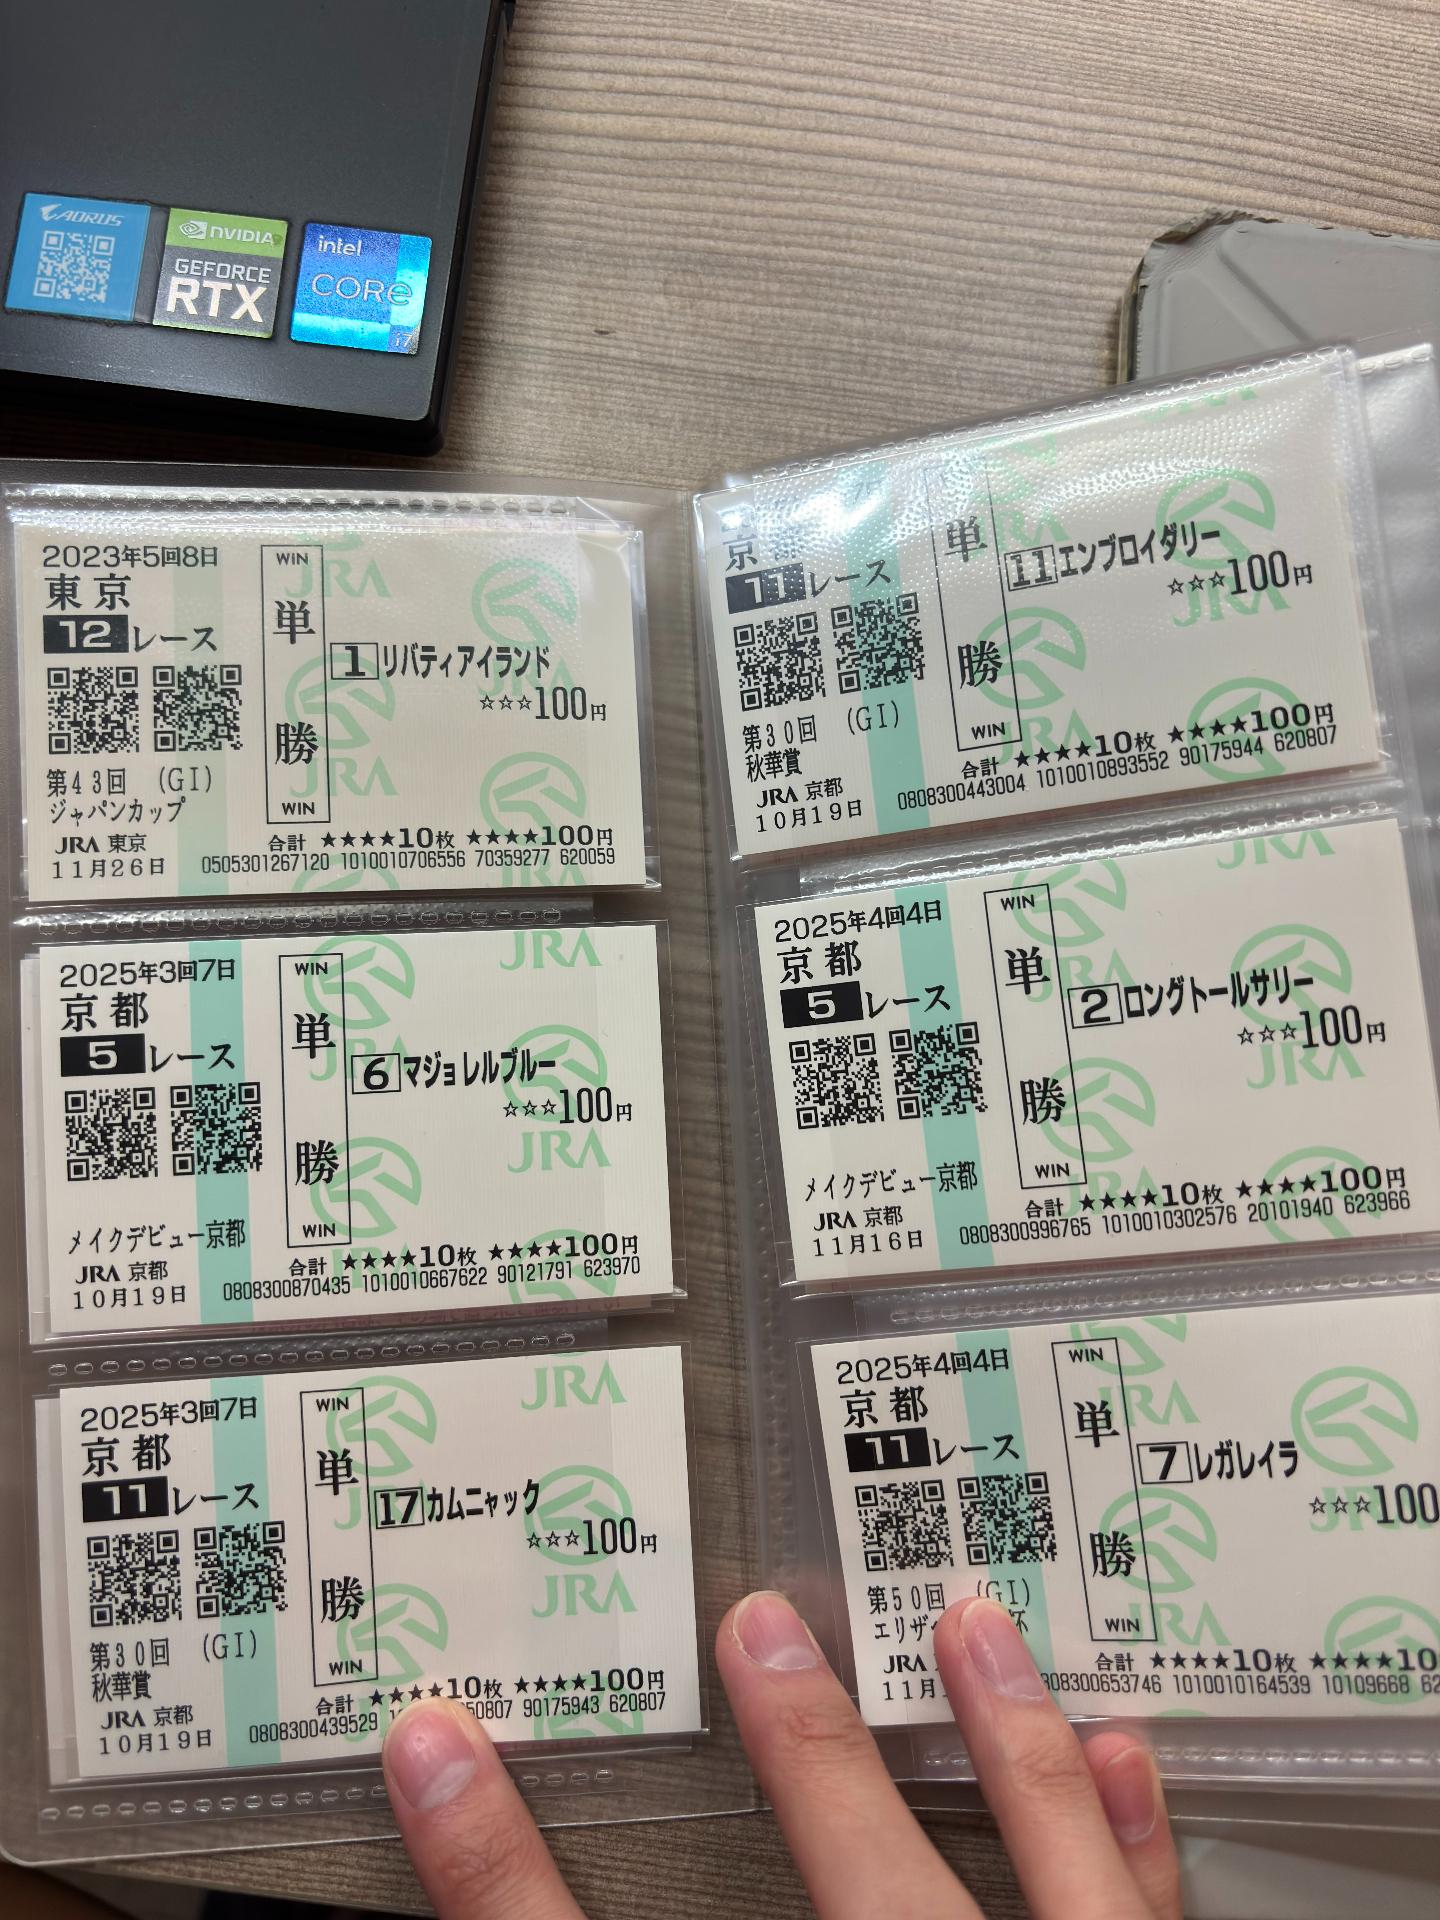 AORUS
NVIDIA
GEFORCE
RTX
intel
CORE
i7
2023年5回8日
東京
12レース
第43回 (GI)
ジャパンカップ
JRA 東京
11月26日
WIN
単
勝
WIN
1 リバティアイランド
☆☆☆100円
合計 ★★★★10枚 ★★★★100円
0505301267120 1010010706556 70359277 620059
2025年3回7日
京都
5レース
メイクデビュー京都
JRA 京都
10月19日
WIN
単
勝
WIN
6 マジョレルブルー
☆☆☆100円
合計 ★★★★10枚 ★★★★100円
0808300870435 1010010667622 90121791 623970
2025年3回7日
京都
11レース
第30回 (GI)
秋華賞
JRA 京都
10月19日
WIN
単
勝
WIN
17 カムニャック
☆☆☆100円
合計 ★★★★10枚 ★★★★100円
0808300439529 90175943 620807
京
11レース
第30回 (GI)
秋華賞
JRA 京都
10月19日
単
勝
WIN
11 エンブロイダリー
☆☆☆100円
合計 ★★★★10枚 ★★★★100円
0808300443004 1010010893552 90175944 620807
2025年4回4日
京都
5レース
メイクデビュー京都
JRA 京都
11月16日
WIN
単
勝
WIN
2 ロングトールサリー
☆☆☆100円
合計 ★★★★10枚 ★★★★100円
0808300996765 1010010302576 20101940 623966
2025年4回4日
京都
11レース
第50回 (GI)
エリザ 杯
JRA
11月
WIN
単
勝
WIN
7 レガレイラ
☆☆☆100
合計 ★★★★10枚 ★★★★10
808300653746 1010010164539 10109668 62